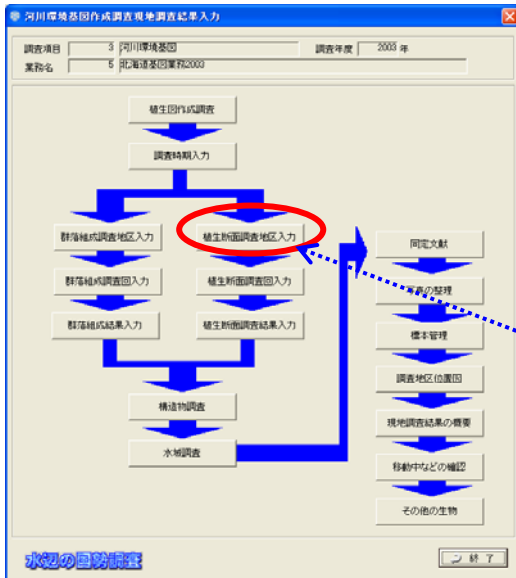 河川環境基図作成調査現地調査結果入力
調査項目 3 河川環境基図 調査年度 2003 年
業務名 5 北海道基図業務2003
植生図作成調査
調査時期入力
群落組成調査地区入力
植生断面調査地区入力
群落組成調査回入力
植生断面調査回入力
群落組成結果入力
植生断面調査結果入力
構造物調査
水域調査
同定文献
写真の整理
標本管理
調査地区位置図
現地調査結果の概要
移動中などの確認
その他の生物
水辺の国勢調査
終了